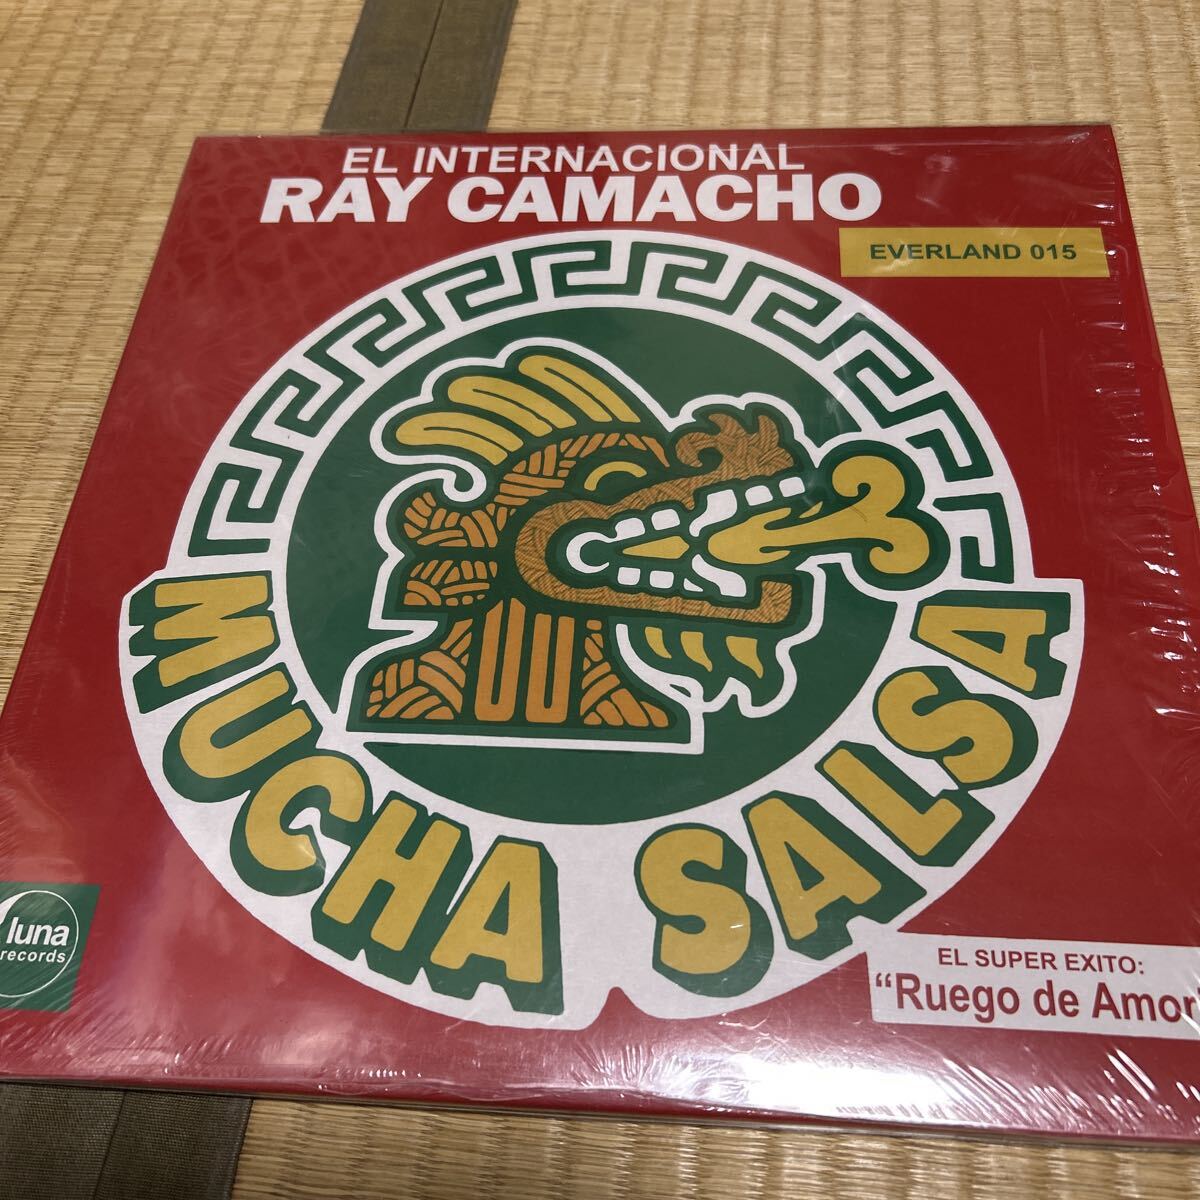 EL INTERNACIONAL
RAY CAMACHO
EVERLAND 015
MUCHA SALSA
luna
records
EL SUPER EXITO:
“Ruego de Amor”